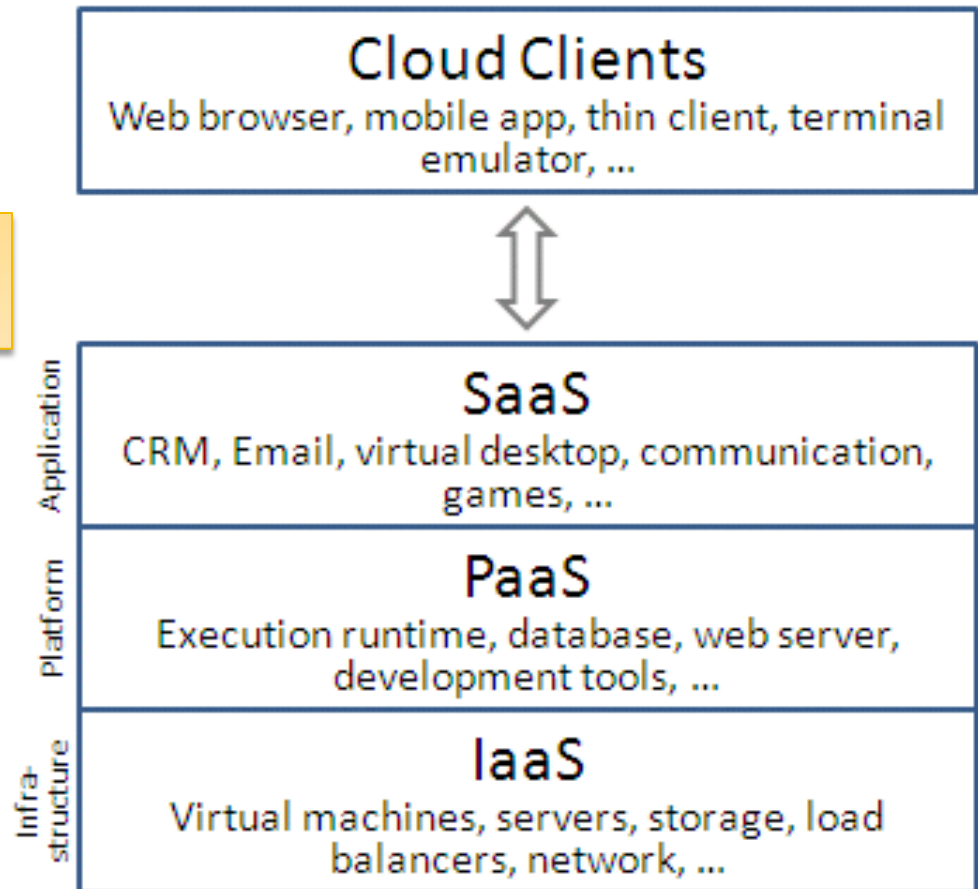 Cloud Clients
Web browser, mobile app, thin client, terminal
emulator, ...
Application
SaaS
CRM, Email, virtual desktop, communication,
games, ...
Platform
PaaS
Execution runtime, database, web server,
development tools, ...
Infra-
structure
IaaS
Virtual machines, servers, storage, load
balancers, network, ...